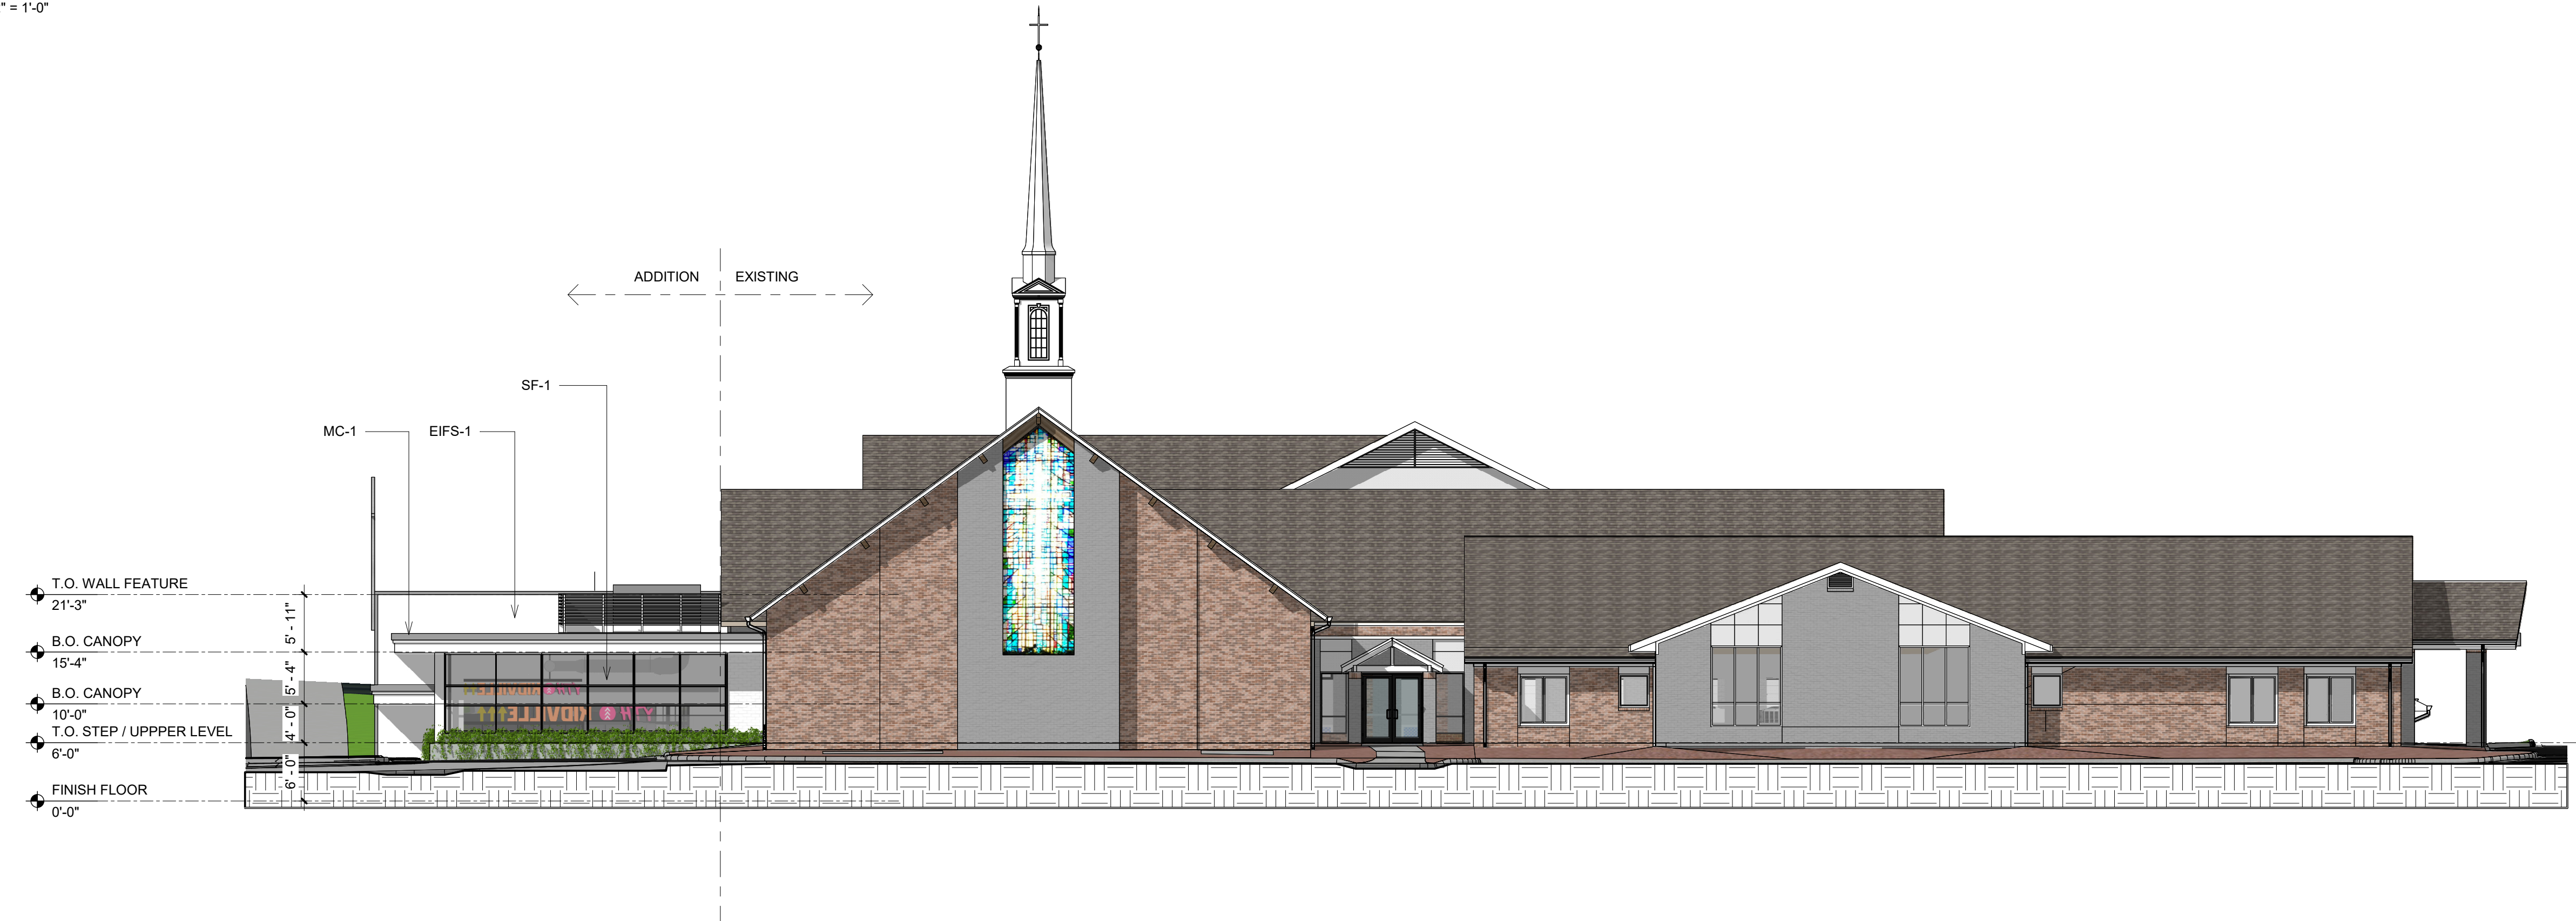 " = 1'-0"
ADDITION
EXISTING
SF-1
MC-1
EIFS-1
T.O. WALL FEATURE
21'-3"
5' - 11"
B.O. CANOPY
15'-4"
5' - 4"
B.O. CANOPY
10'-0"
4' - 0"
T.O. STEP / UPPPER LEVEL
6'-0"
6' - 0"
FINISH FLOOR
0'-0"
KIDVILLE
KIDVILLE